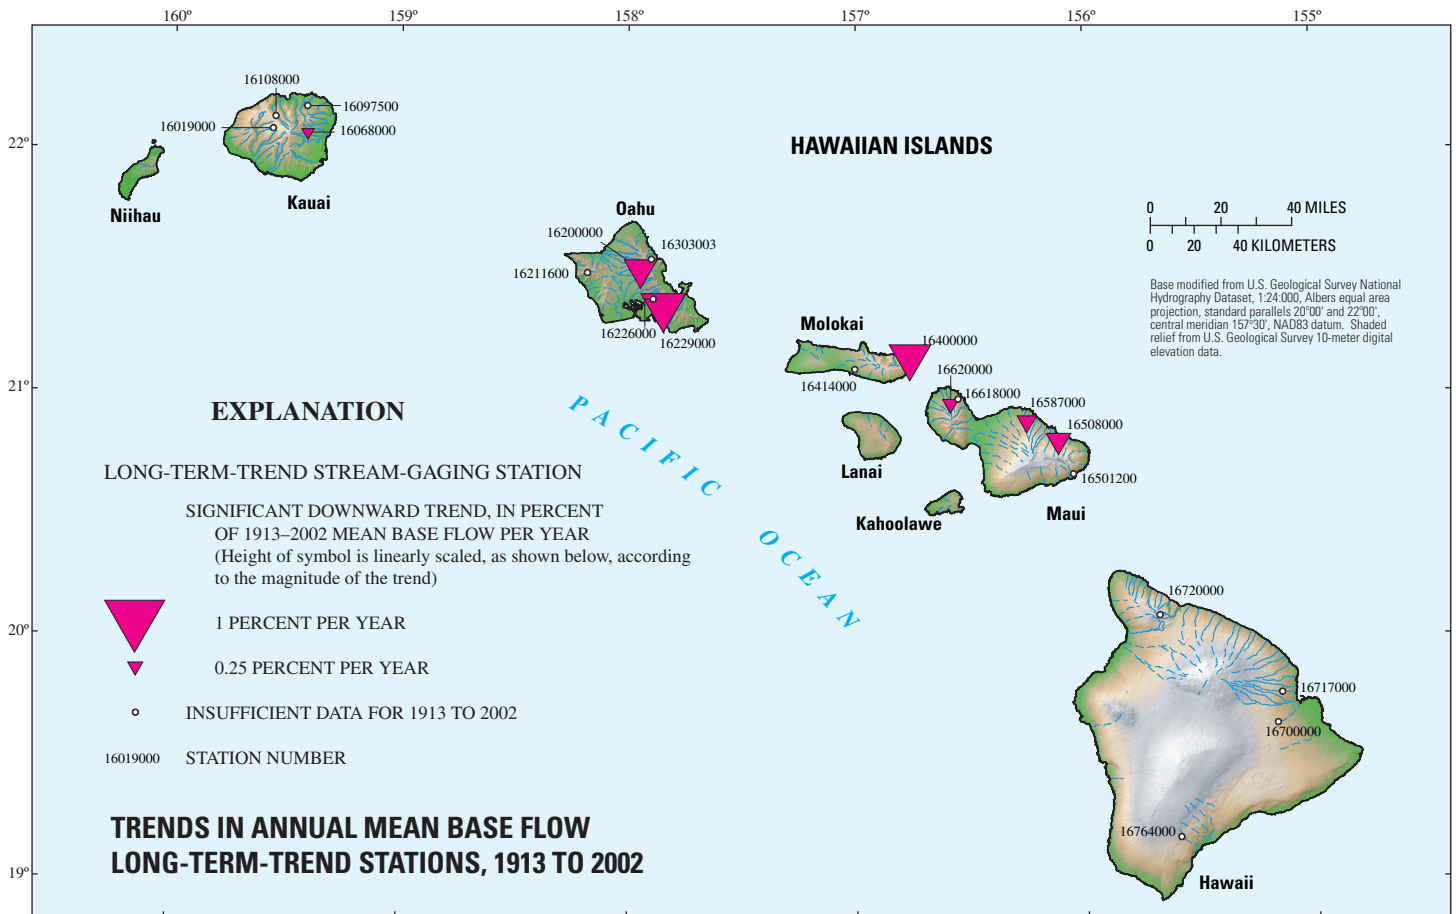 160º
159º
158º
157º
156º
155º
22º
21º
20º
19º
HAWAIIAN ISLANDS
16108000
16097500
16019000
16068000
Niihau
Kauai
Oahu
16200000
16303003
16211600
16226000
16229000
Molokai
16400000
16414000
16620000
16618000
16587000
16508000
16501200
Lanai
Kahoolawe
Maui
16720000
16717000
16700000
16764000
Hawaii
PACIFIC OCEAN
0 20 40 MILES
0 20 40 KILOMETERS
Base modified from U.S. Geological Survey National
Hydrography Dataset, 1:24:000, Albers equal area
projection, standard parallels 20°00' and 22°00',
central meridian 157°30', NAD83 datum. Shaded
relief from U.S. Geological Survey 10-meter digital
elevation data.
EXPLANATION
LONG-TERM-TREND STREAM-GAGING STATION
SIGNIFICANT DOWNWARD TREND, IN PERCENT
OF 1913–2002 MEAN BASE FLOW PER YEAR
(Height of symbol is linearly scaled, as shown below, according
to the magnitude of the trend)
1 PERCENT PER YEAR
0.25 PERCENT PER YEAR
INSUFFICIENT DATA FOR 1913 TO 2002
16019000 STATION NUMBER
TRENDS IN ANNUAL MEAN BASE FLOW
LONG-TERM-TREND STATIONS, 1913 TO 2002